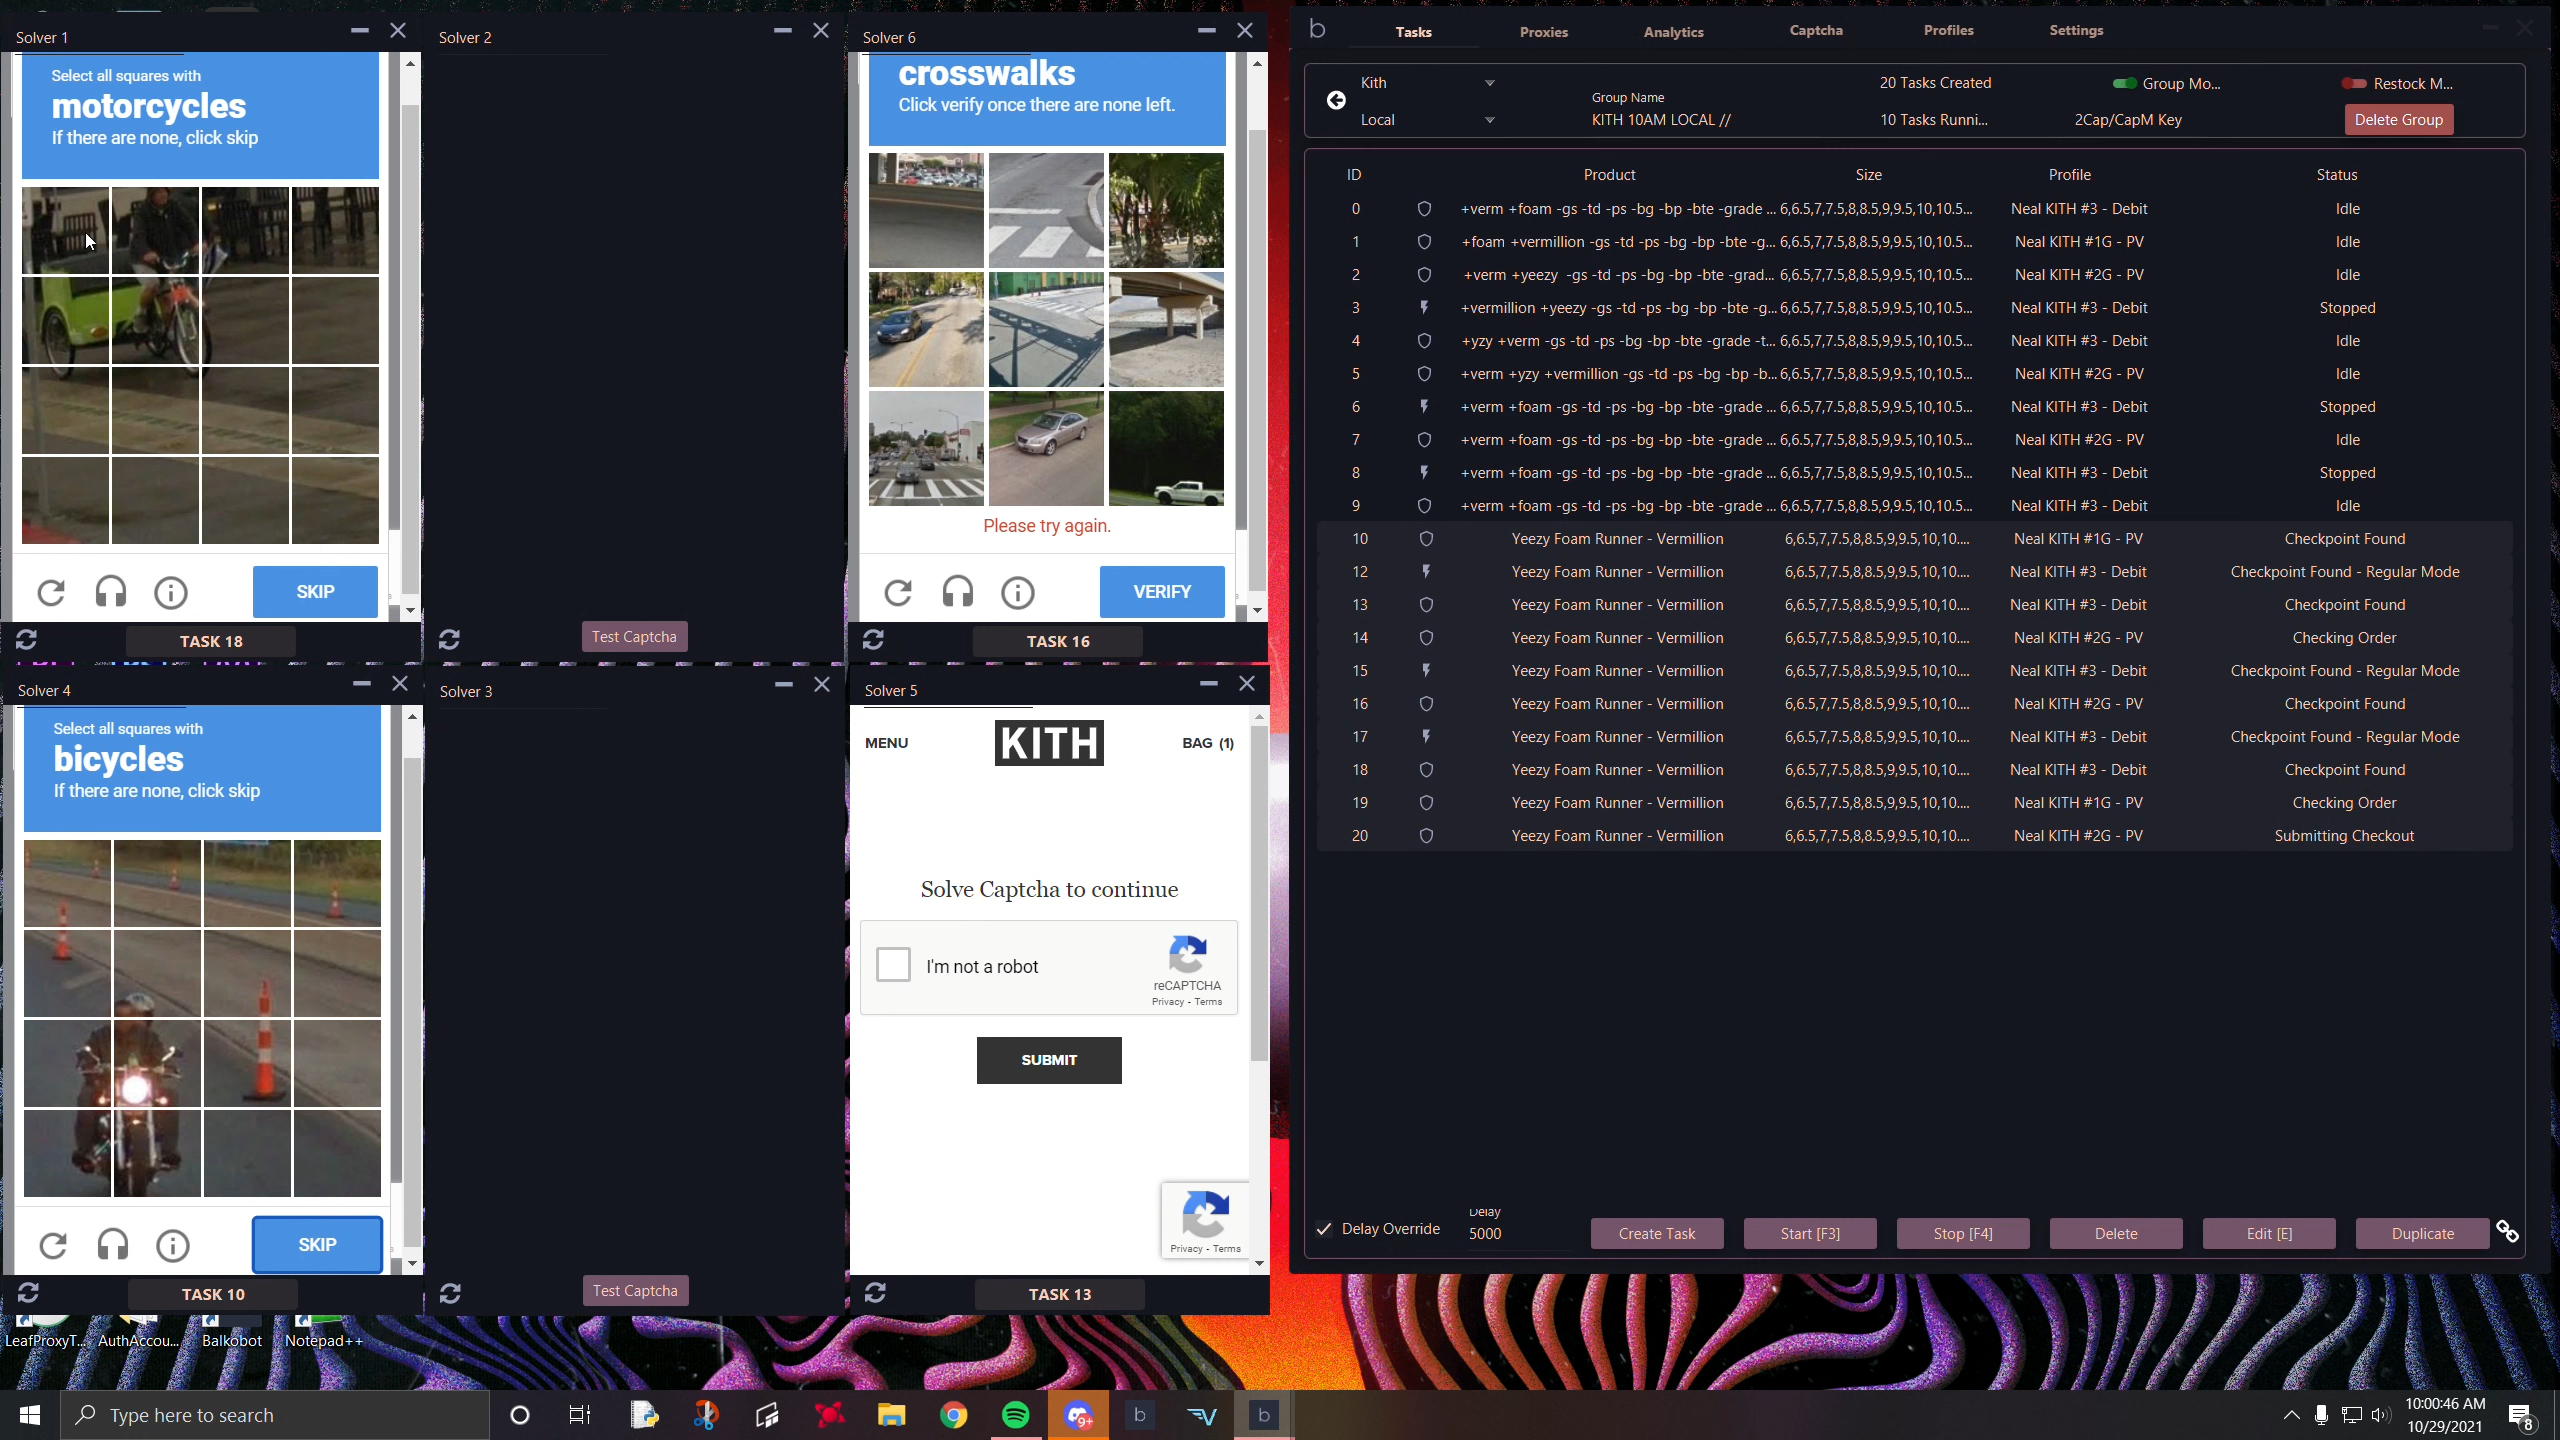 Solver 1
Select all squares with
motorcycles
If there are none, click skip
SKIP
TASK 18
Solver 2
Test Captcha
Solver 6
crosswalks
Click verify once there are none left.
Please try again.
VERIFY
TASK 16
Solver 4
Select all squares with
bicycles
If there are none, click skip
SKIP
TASK 10
Solver 3
Test Captcha
Solver 5
MENU
KITH
BAG (1)
Solve Captcha to continue
I'm not a robot
reCAPTCHA
Privacy - Terms
SUBMIT
Privacy - Terms
TASK 13
b Tasks Proxies Analytics Captcha Profiles Settings
Kith 20 Tasks Created Group Mo... Restock M...
Group Name
Local KITH 10AM LOCAL // 10 Tasks Runni... 2Cap/CapM Key Delete Group
ID Product Size Profile Status
0 +verm +foam -gs -td -ps -bg -bp -bte -grade ... 6,6.5,7,7.5,8,8.5,9,9.5,10,10.5... Neal KITH #3 - Debit Idle
1 +foam +vermillion -gs -td -ps -bg -bp -bte -g... 6,6.5,7,7.5,8,8.5,9,9.5,10,10.5... Neal KITH #1G - PV Idle
2 +verm +yeezy -gs -td -ps -bg -bp -bte -grad... 6,6.5,7,7.5,8,8.5,9,9.5,10,10.5... Neal KITH #2G - PV Idle
3 +vermillion +yeezy -gs -td -ps -bg -bp -bte -g... 6,6.5,7,7.5,8,8.5,9,9.5,10,10.5... Neal KITH #3 - Debit Stopped
4 +yzy +verm -gs -td -ps -bg -bp -bte -grade -t... 6,6.5,7,7.5,8,8.5,9,9.5,10,10.5... Neal KITH #3 - Debit Idle
5 +verm +yzy +vermillion -gs -td -ps -bg -bp -b... 6,6.5,7,7.5,8,8.5,9,9.5,10,10.5... Neal KITH #2G - PV Idle
6 +verm +foam -gs -td -ps -bg -bp -bte -grade ... 6,6.5,7,7.5,8,8.5,9,9.5,10,10.5... Neal KITH #3 - Debit Stopped
7 +verm +foam -gs -td -ps -bg -bp -bte -grade ... 6,6.5,7,7.5,8,8.5,9,9.5,10,10.5... Neal KITH #2G - PV Idle
8 +verm +foam -gs -td -ps -bg -bp -bte -grade ... 6,6.5,7,7.5,8,8.5,9,9.5,10,10.5... Neal KITH #3 - Debit Stopped
9 +verm +foam -gs -td -ps -bg -bp -bte -grade ... 6,6.5,7,7.5,8,8.5,9,9.5,10,10.5... Neal KITH #3 - Debit Idle
10 Yeezy Foam Runner - Vermillion 6,6.5,7,7.5,8,8.5,9,9.5,10,10.... Neal KITH #1G - PV Checkpoint Found
12 Yeezy Foam Runner - Vermillion 6,6.5,7,7.5,8,8.5,9,9.5,10,10.... Neal KITH #3 - Debit Checkpoint Found - Regular Mode
13 Yeezy Foam Runner - Vermillion 6,6.5,7,7.5,8,8.5,9,9.5,10,10.... Neal KITH #3 - Debit Checkpoint Found
14 Yeezy Foam Runner - Vermillion 6,6.5,7,7.5,8,8.5,9,9.5,10,10.... Neal KITH #2G - PV Checking Order
15 Yeezy Foam Runner - Vermillion 6,6.5,7,7.5,8,8.5,9,9.5,10,10.... Neal KITH #3 - Debit Checkpoint Found - Regular Mode
16 Yeezy Foam Runner - Vermillion 6,6.5,7,7.5,8,8.5,9,9.5,10,10.... Neal KITH #2G - PV Checkpoint Found
17 Yeezy Foam Runner - Vermillion 6,6.5,7,7.5,8,8.5,9,9.5,10,10.... Neal KITH #3 - Debit Checkpoint Found - Regular Mode
18 Yeezy Foam Runner - Vermillion 6,6.5,7,7.5,8,8.5,9,9.5,10,10.... Neal KITH #3 - Debit Checkpoint Found
19 Yeezy Foam Runner - Vermillion 6,6.5,7,7.5,8,8.5,9,9.5,10,10.... Neal KITH #1G - PV Checking Order
20 Yeezy Foam Runner - Vermillion 6,6.5,7,7.5,8,8.5,9,9.5,10,10.... Neal KITH #2G - PV Submitting Checkout
Delay
Delay Override 5000 Create Task Start [F3] Stop [F4] Delete Edit [E] Duplicate
LeafProxyT... AuthAccou... Balkobot Notepad++
Type here to search
9+
b
b
10:00:46 AM
10/29/2021
8